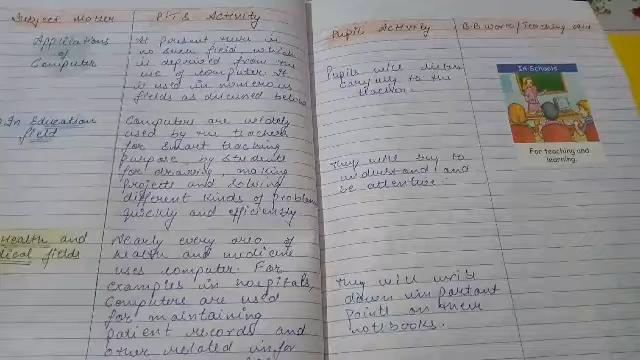 Subject Matter
P.T'S Activity
Pupil Activity
B.B Work/Teaching
Applications
of
Computer
At present there is
no such field, which
is deprived from the
use of computer. It
is used in numerous
fields as discussed below
Pupils will listen
carefully to the
teacher.
In-Schools
For teaching and
learning.
In Education
field
Computers are widely
used by the teachers
for smart teaching
purpose, by students
for drawing, making
Projects and solving
different kinds of problem
quickly and efficiently
They will try to
understand and
be attentive.
Health and
dical fields
Nearly every area of
health and medicine
uses computer. For
examples in hospitals,
Computers are used
for maintaining
patient records and
other related infor
They will write
down important
points on their
notebooks.